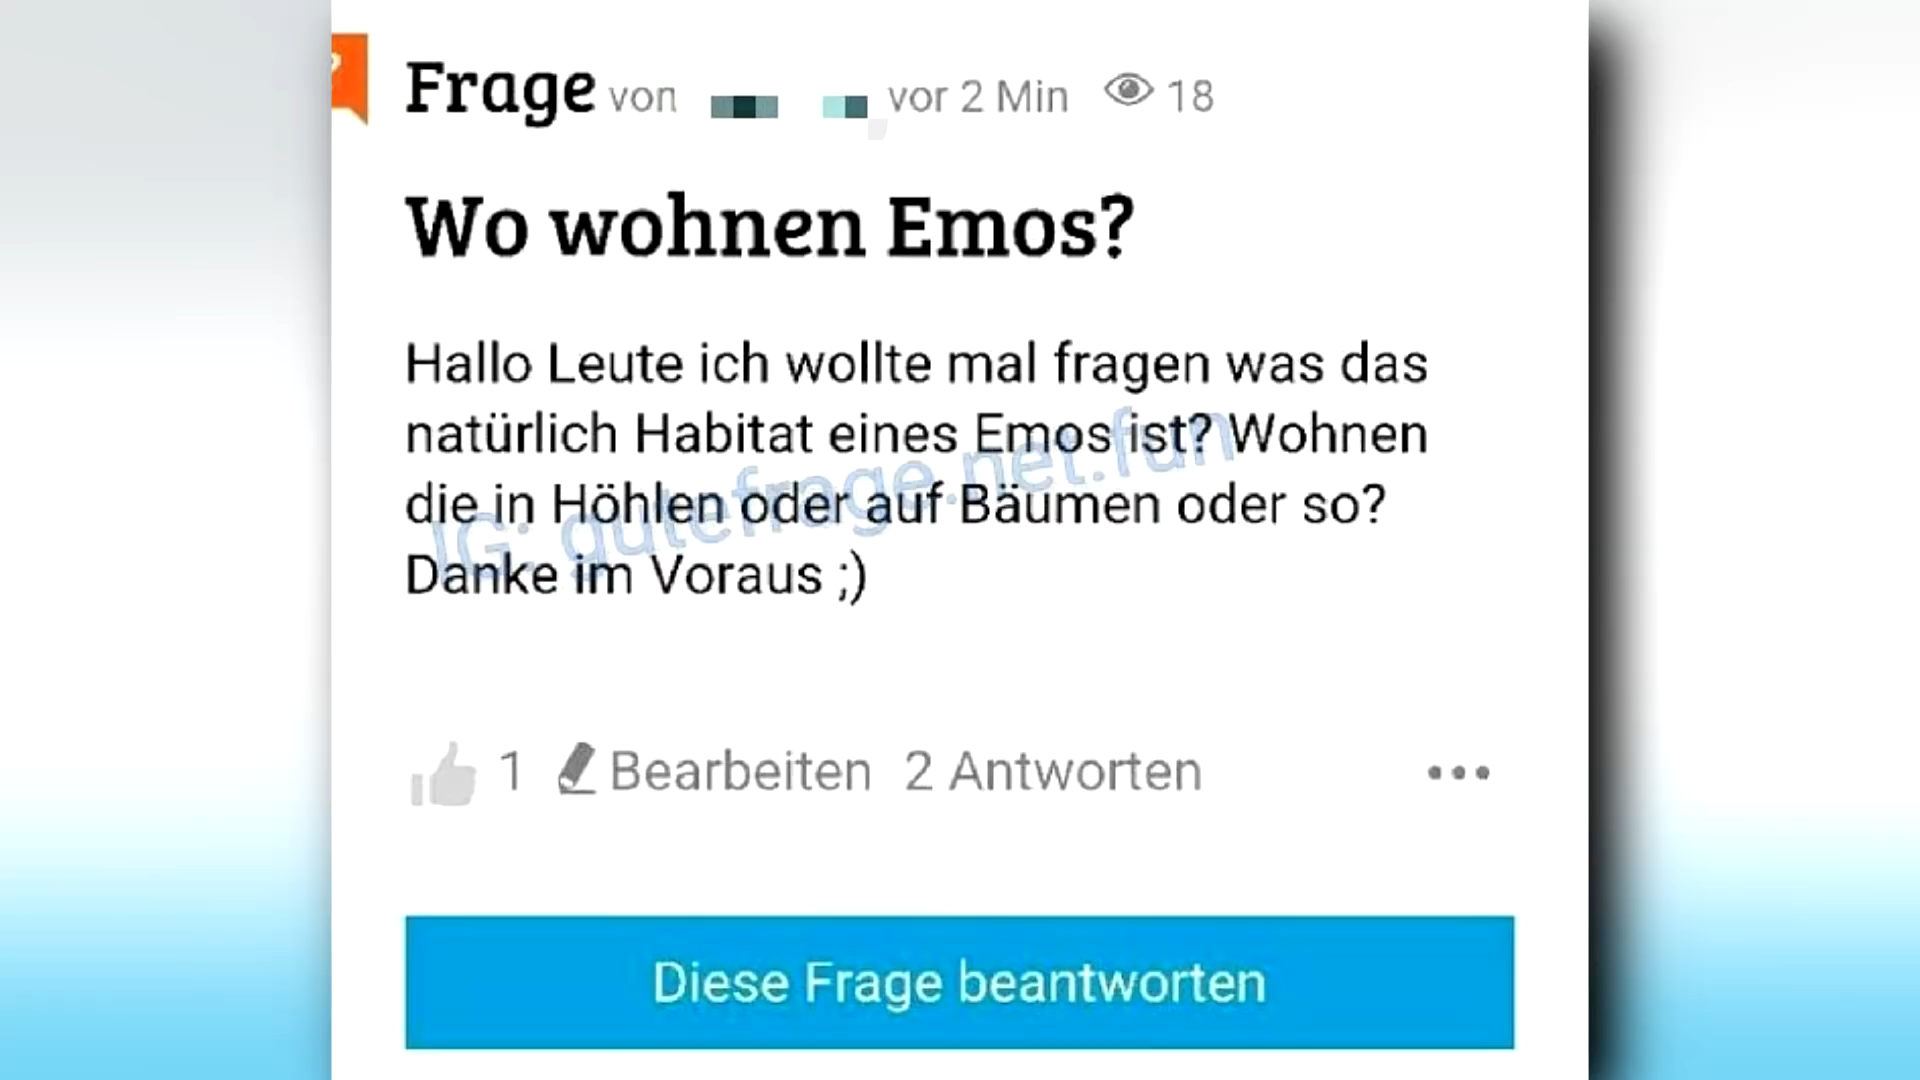 ?
Frage von vor 2 Min 18
Wo wohnen Emos?
Hallo Leute ich wollte mal fragen was das
natürlich Habitat eines Emos ist? Wohnen
die in Höhlen oder auf Bäumen oder so?
Danke im Voraus ;)
IG: gutefrage.net.fun
1 Bearbeiten 2 Antworten
Diese Frage beantworten